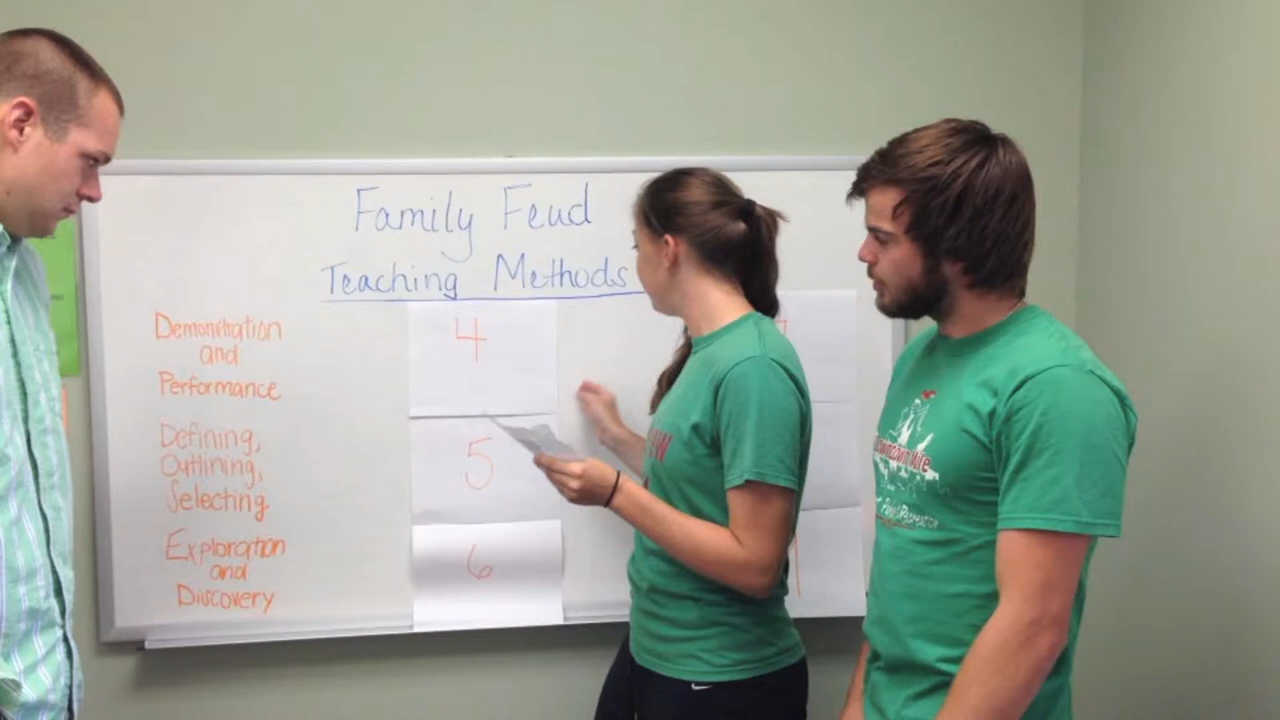 Family Feud
Teaching Methods
Demonstration
and
Performance
4
Defining,
Outlining,
Selecting.
5
Exploration
and
Discovery
6